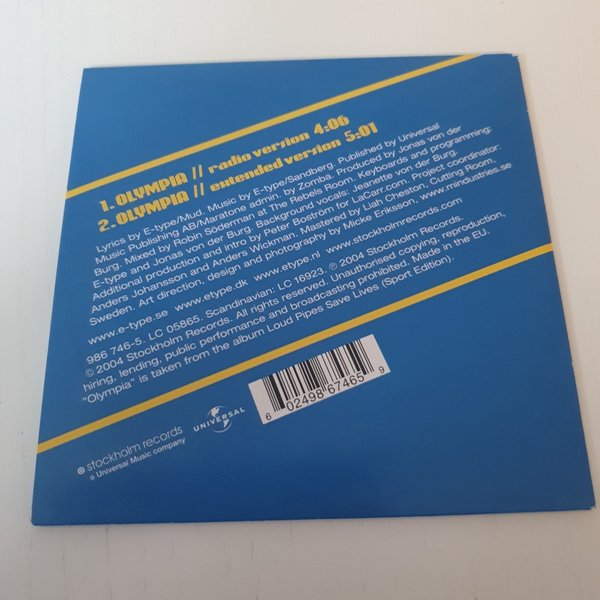 1. OLYMPIA // radio version 4:06
2. OLYMPIA // extended version 5:01
Lyrics by E-type/Mud. Music by E-type/Sandberg. Published by Universal
Music Publishing AB/Maratone admin. by Zomba. Produced by Jonas von der
Burg. Mixed by Robin Söderman at The Rebels Room. Keyboards and programming:
E-type and Jonas von der Burg. Background vocals: Jeanette von der Burg.
Additional production and intro by Peter Boström for LaCarr.com. Project coordinator:
Anders Johansson and Anders Wickman. Mastered by Liah Cheston, Cutting Room,
Sweden. Art direction, design and photography by Micke Eriksson, www.mindustries.se
www.e-type.se www.etype.dk www.etype.nl www.stockholmrecords.com
986 746-5. LC 05865. Scandinavian: LC 16923. ℗ 2004 Stockholm Records.
© 2004 Stockholm Records. All rights reserved. Unauthorised copying, reproduction,
hiring, lending, public performance and broadcasting prohibited. Made in the EU.
"Olympia" is taken from the album Loud Pipes Save Lives (Sport Edition).
stockholm records
a Universal Music company
UNIVERSAL
6 02498 67465 9